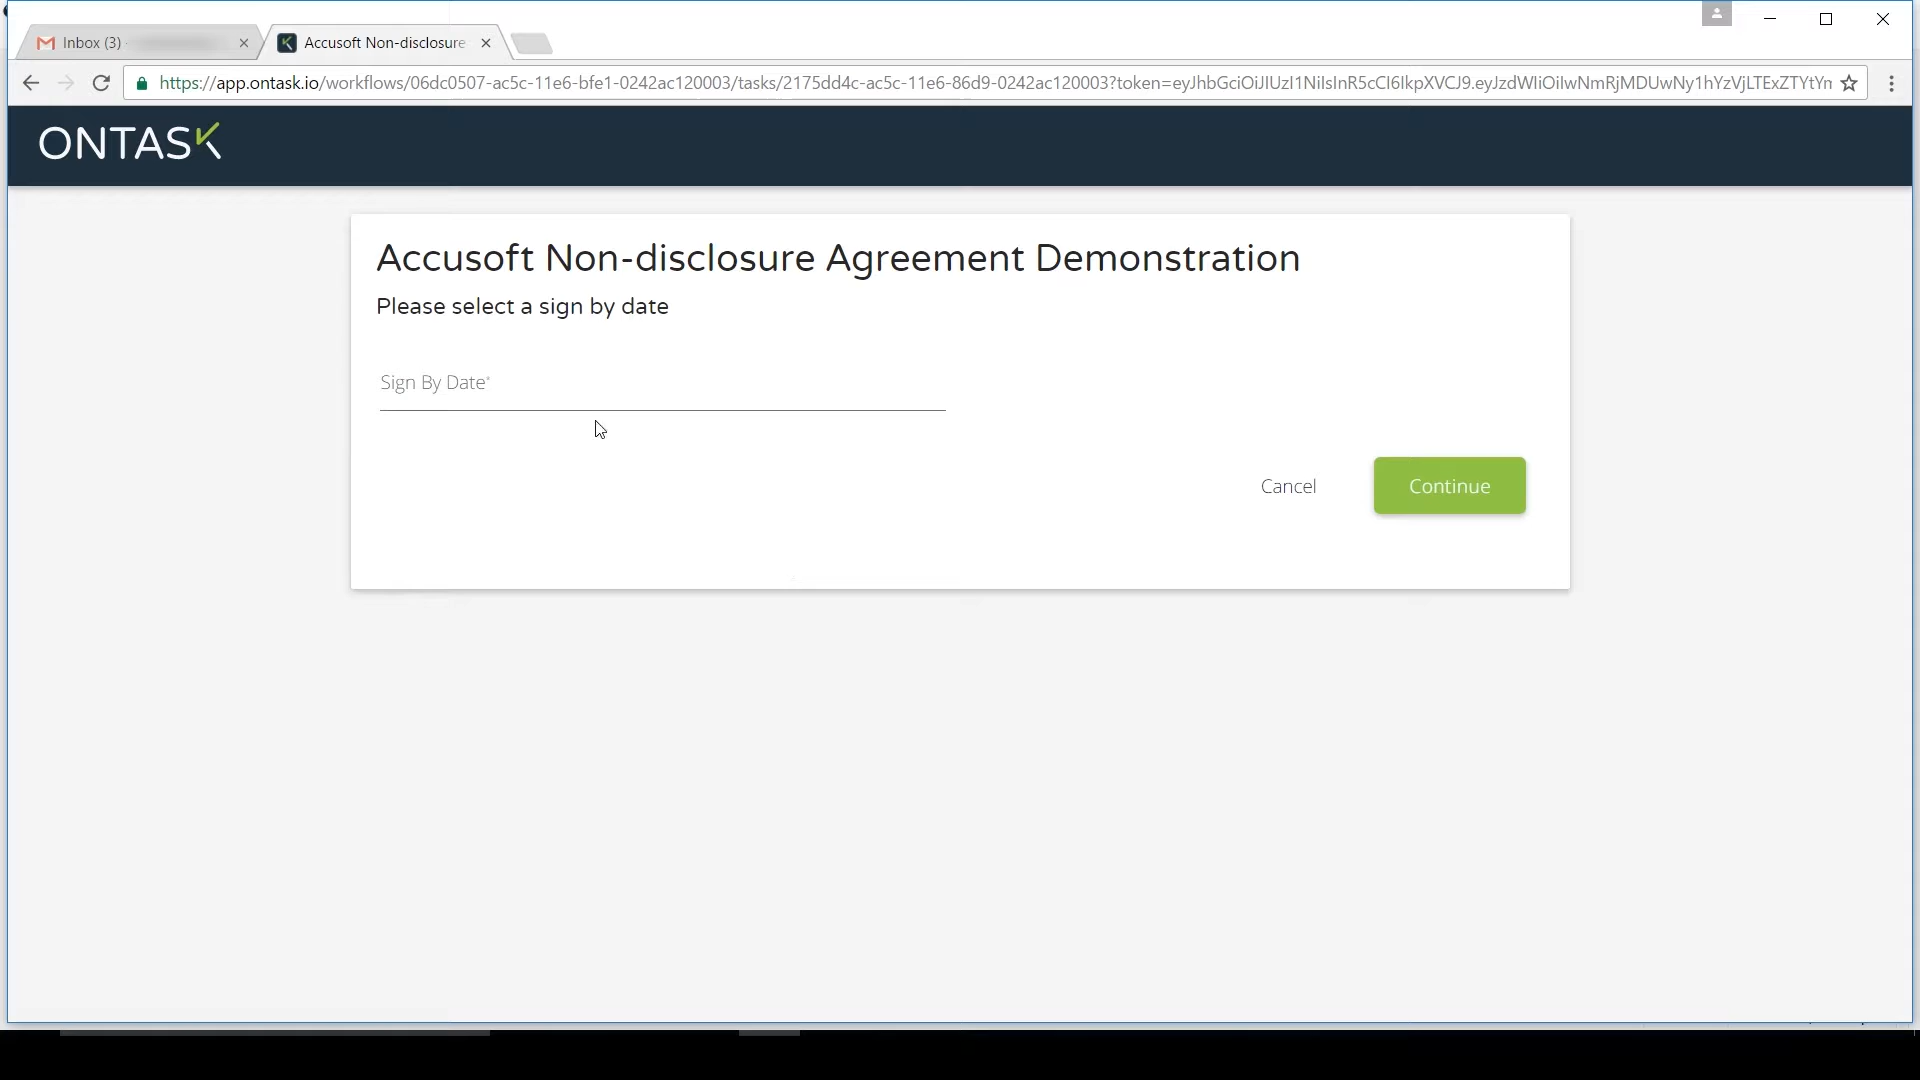 Inbox (3)
Accusoft Non-disclosure
https://app.ontask.io/workflows/06dc0507-ac5c-11e6-bfe1-0242ac120003/tasks/2175dd4c-ac5c-11e6-86d9-0242ac120003?token=eyJhbGciOiJIUzI1NiIsInR5cCI6IkpXVCJ9.eyJzdWIiOiIwNmRjMDUwNy1hYzVjLTExZTYtYm
ONTASK
Accusoft Non-disclosure Agreement Demonstration
Please select a sign by date
Sign By Date*
Cancel
Continue